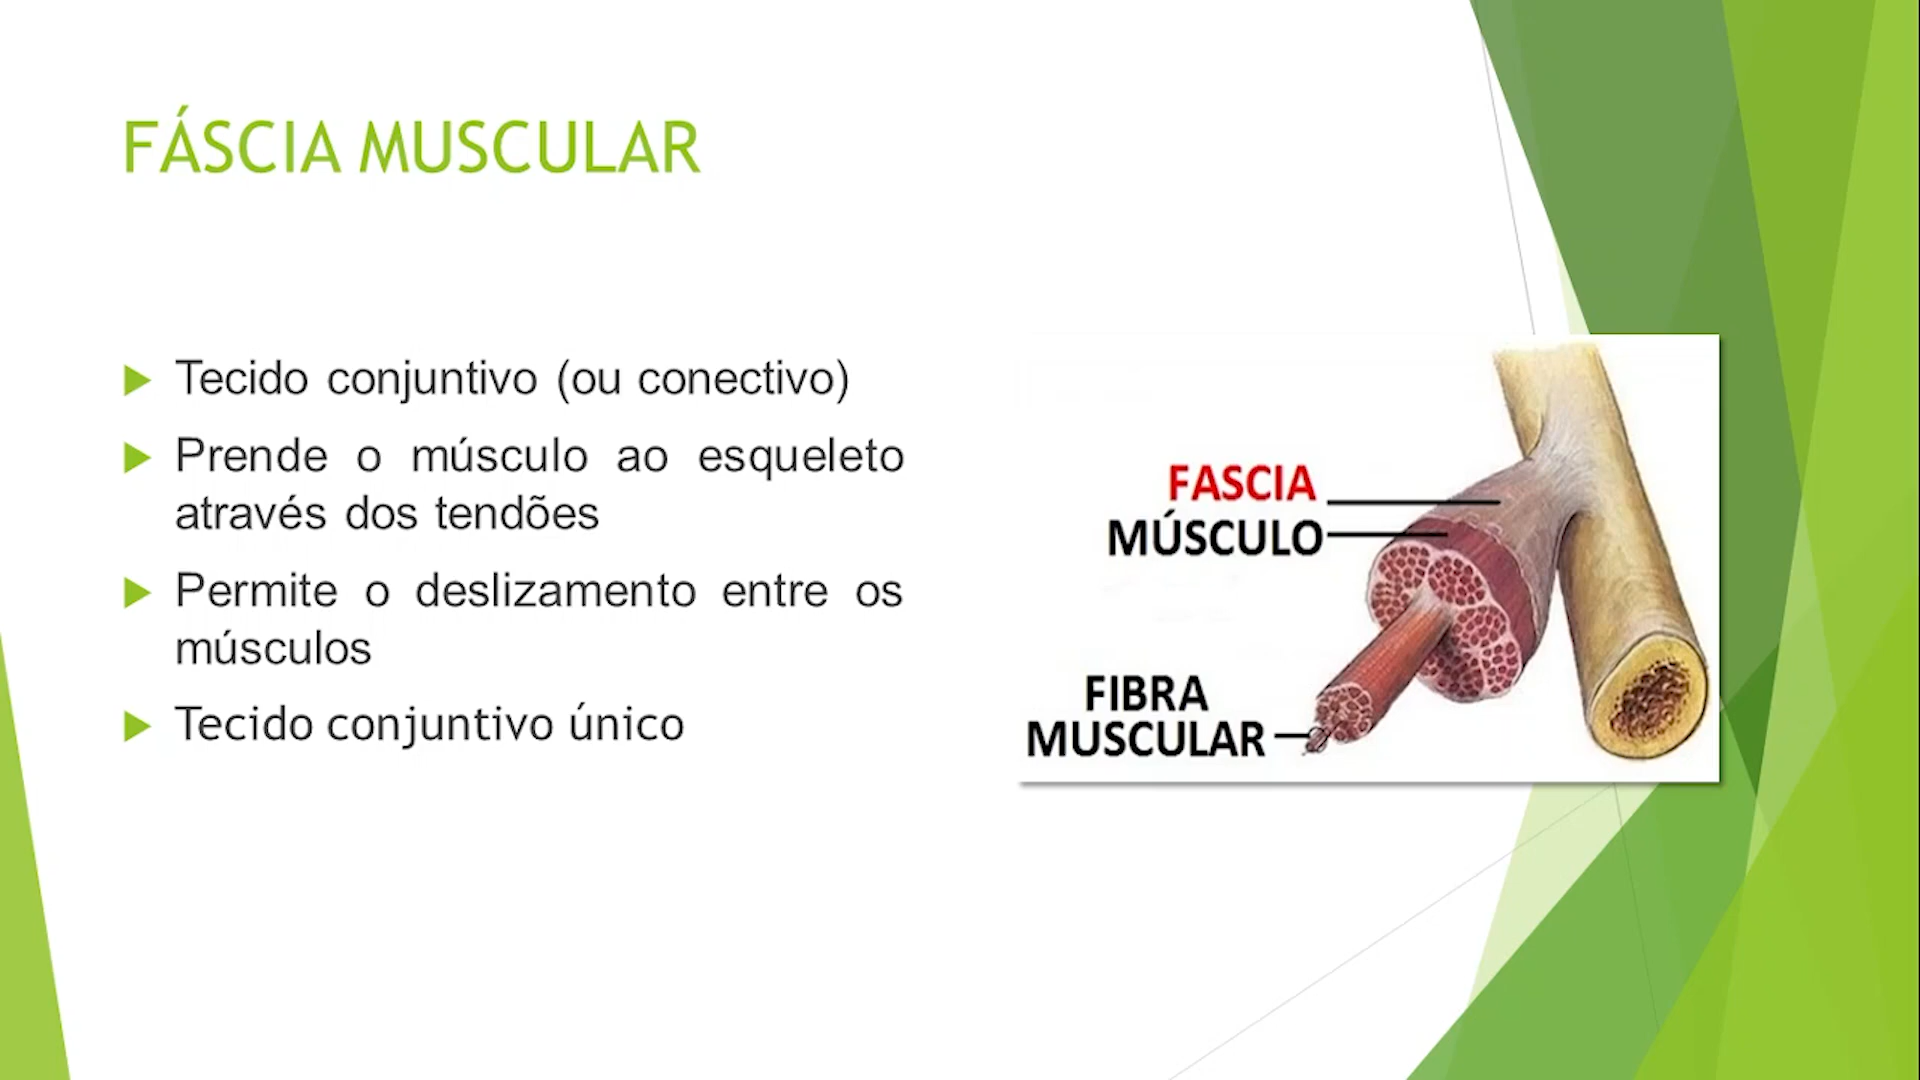 FÁSCIA MUSCULAR
Tecido conjuntivo (ou conectivo)
Prende o músculo ao esqueleto
através dos tendões
Permite o deslizamento entre os
músculos
Tecido conjuntivo único
FASCIA
MÚSCULO
FIBRA
MUSCULAR